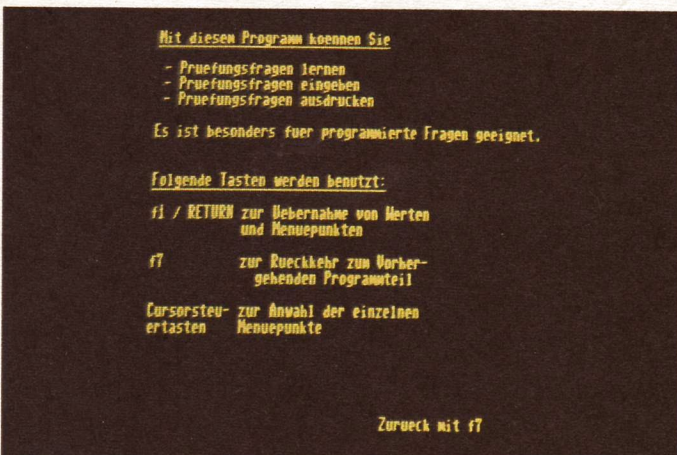 Mit diesem Programm koennen Sie
- Pruefungsfragen lernen
- Pruefungsfragen eingeben
- Pruefungsfragen ausdrucken
Es ist besonders fuer programmierte Fragen geeignet.
Folgende Tasten werden benutzt:
f1 / RETURN zur Uebernahme von Werten
und Menuepunkten
f7 zur Rueckkehr zum Vorher-
gehenden Programmteil
Cursorsteu- zur Anwahl der einzelnen
ertasten Menuepunkte
Zurueck mit f7